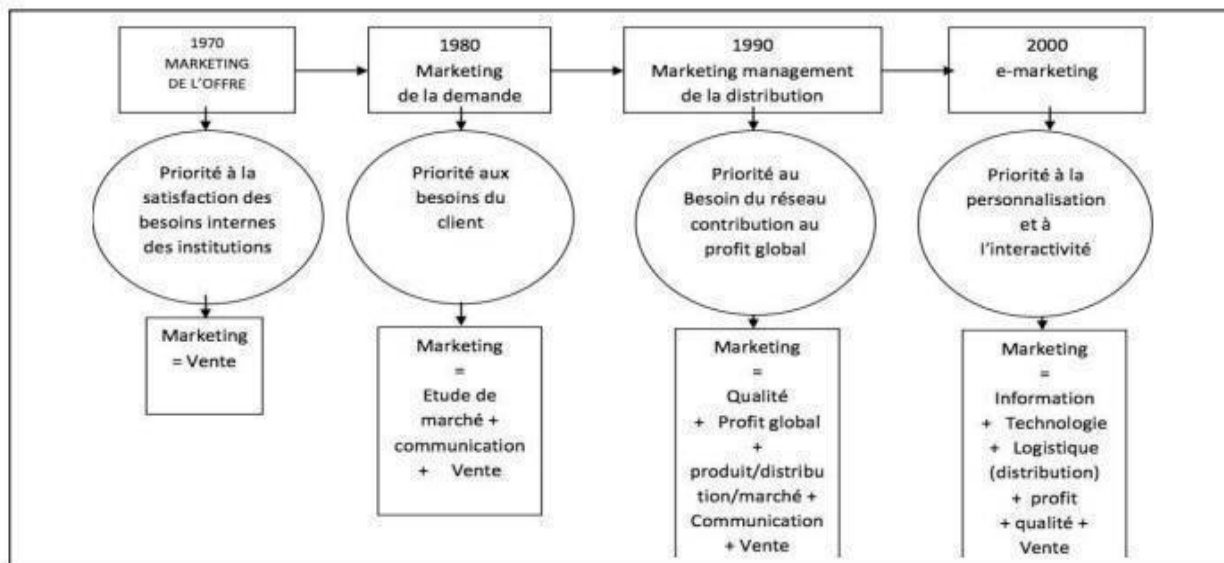 1970
MARKETING
DE L'OFFRE
1980
Marketing
de la demande
1990
Marketing management
de la distribution
2000
e-marketing
Priorité à la
satisfaction des
besoins internes
des institutions
Priorité aux
besoins du
client
Priorité au
Besoin du réseau
contribution au
profit global
Priorité à la
personnalisation
et à
l'interactivité
Marketing
= Vente
Marketing
=
Etude de
marché +
communication
+ Vente
Marketing
=
Qualité
+ Profit global
+
produit/distribu
tion/marché +
Communication
+ Vente
Marketing
=
Information
+ Technologie
+ Logistique
(distribution)
+ profit
+ qualité +
Vente